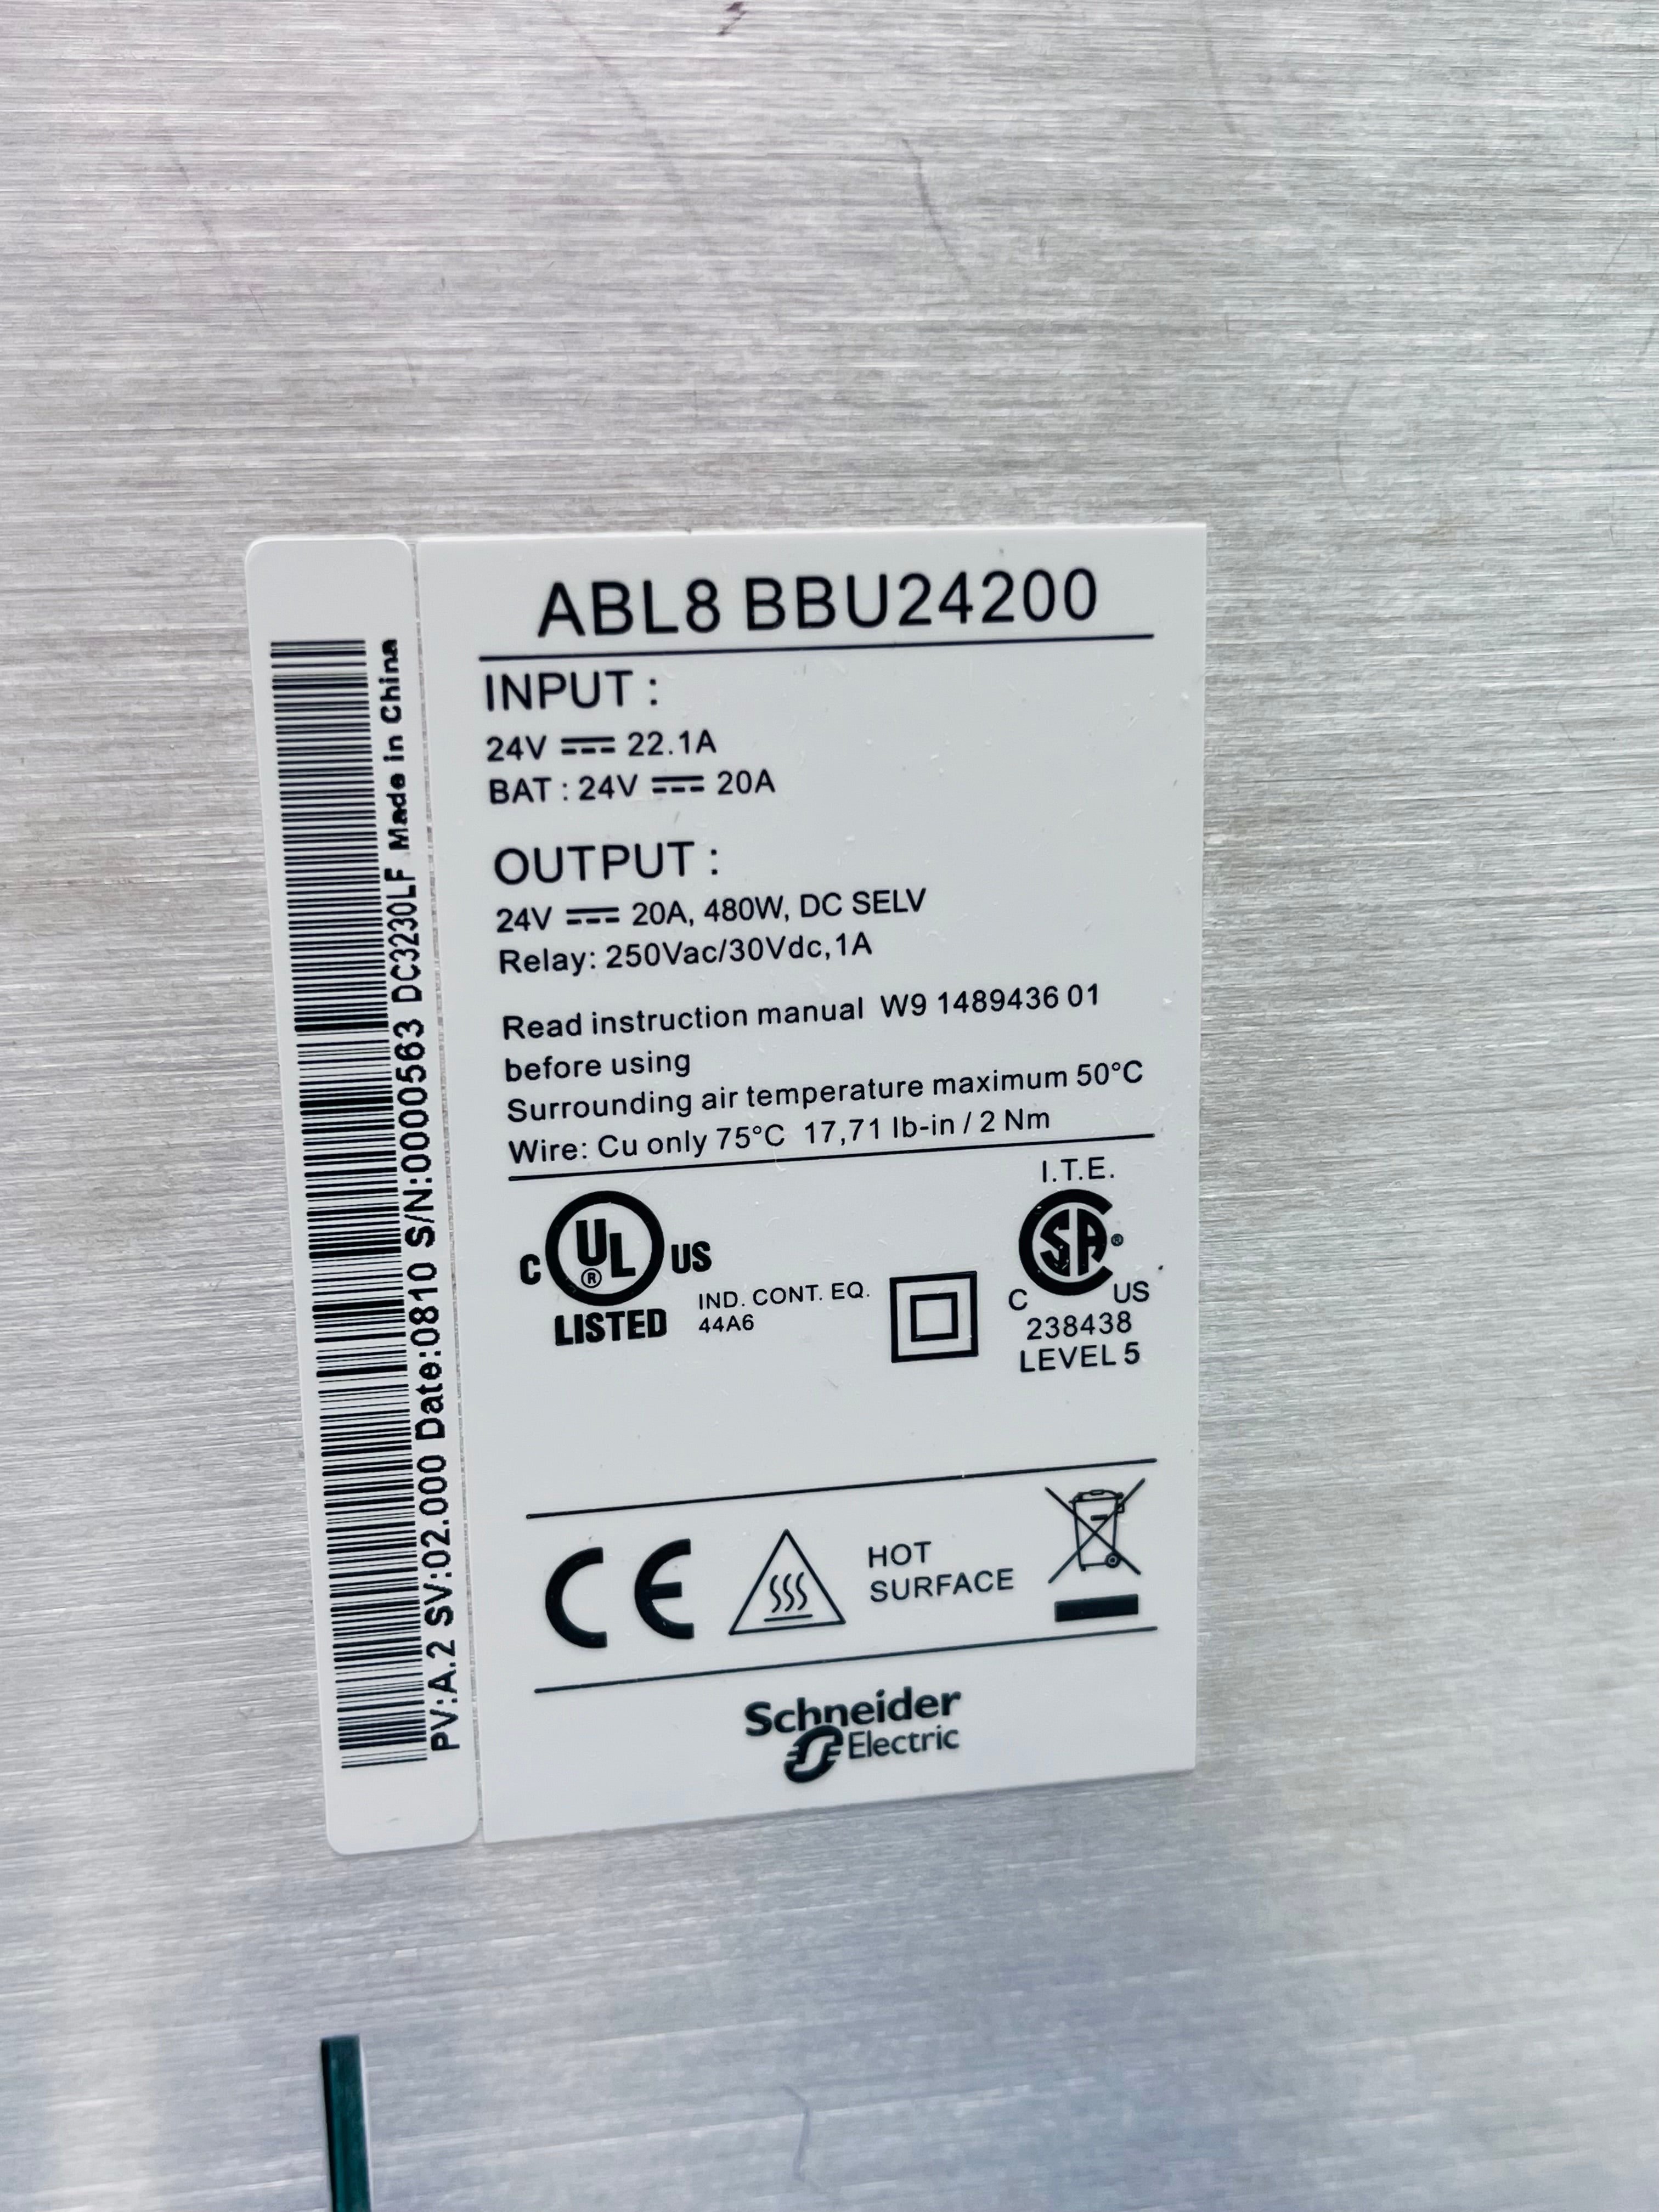 ABL8 BBU24200
INPUT :
24V ⎓ 22.1A
BAT : 24V ⎓ 20A
OUTPUT :
24V ⎓ 20A, 480W, DC SELV
Relay: 250Vac/30Vdc,1A
Read instruction manual W9 1489436 01
before using
Surrounding air temperature maximum 50°C
Wire: Cu only 75°C 17,71 lb-in / 2 Nm
C UL ® US
LISTED
IND. CONT. EQ.
44A6
I.T.E.
SA ®
C US
238438
LEVEL 5
CE
HOT
SURFACE
Schneider
Electric
PV:A.2 SV:02.000 Date:0810 S/N:000563 DC3230LF Made in China